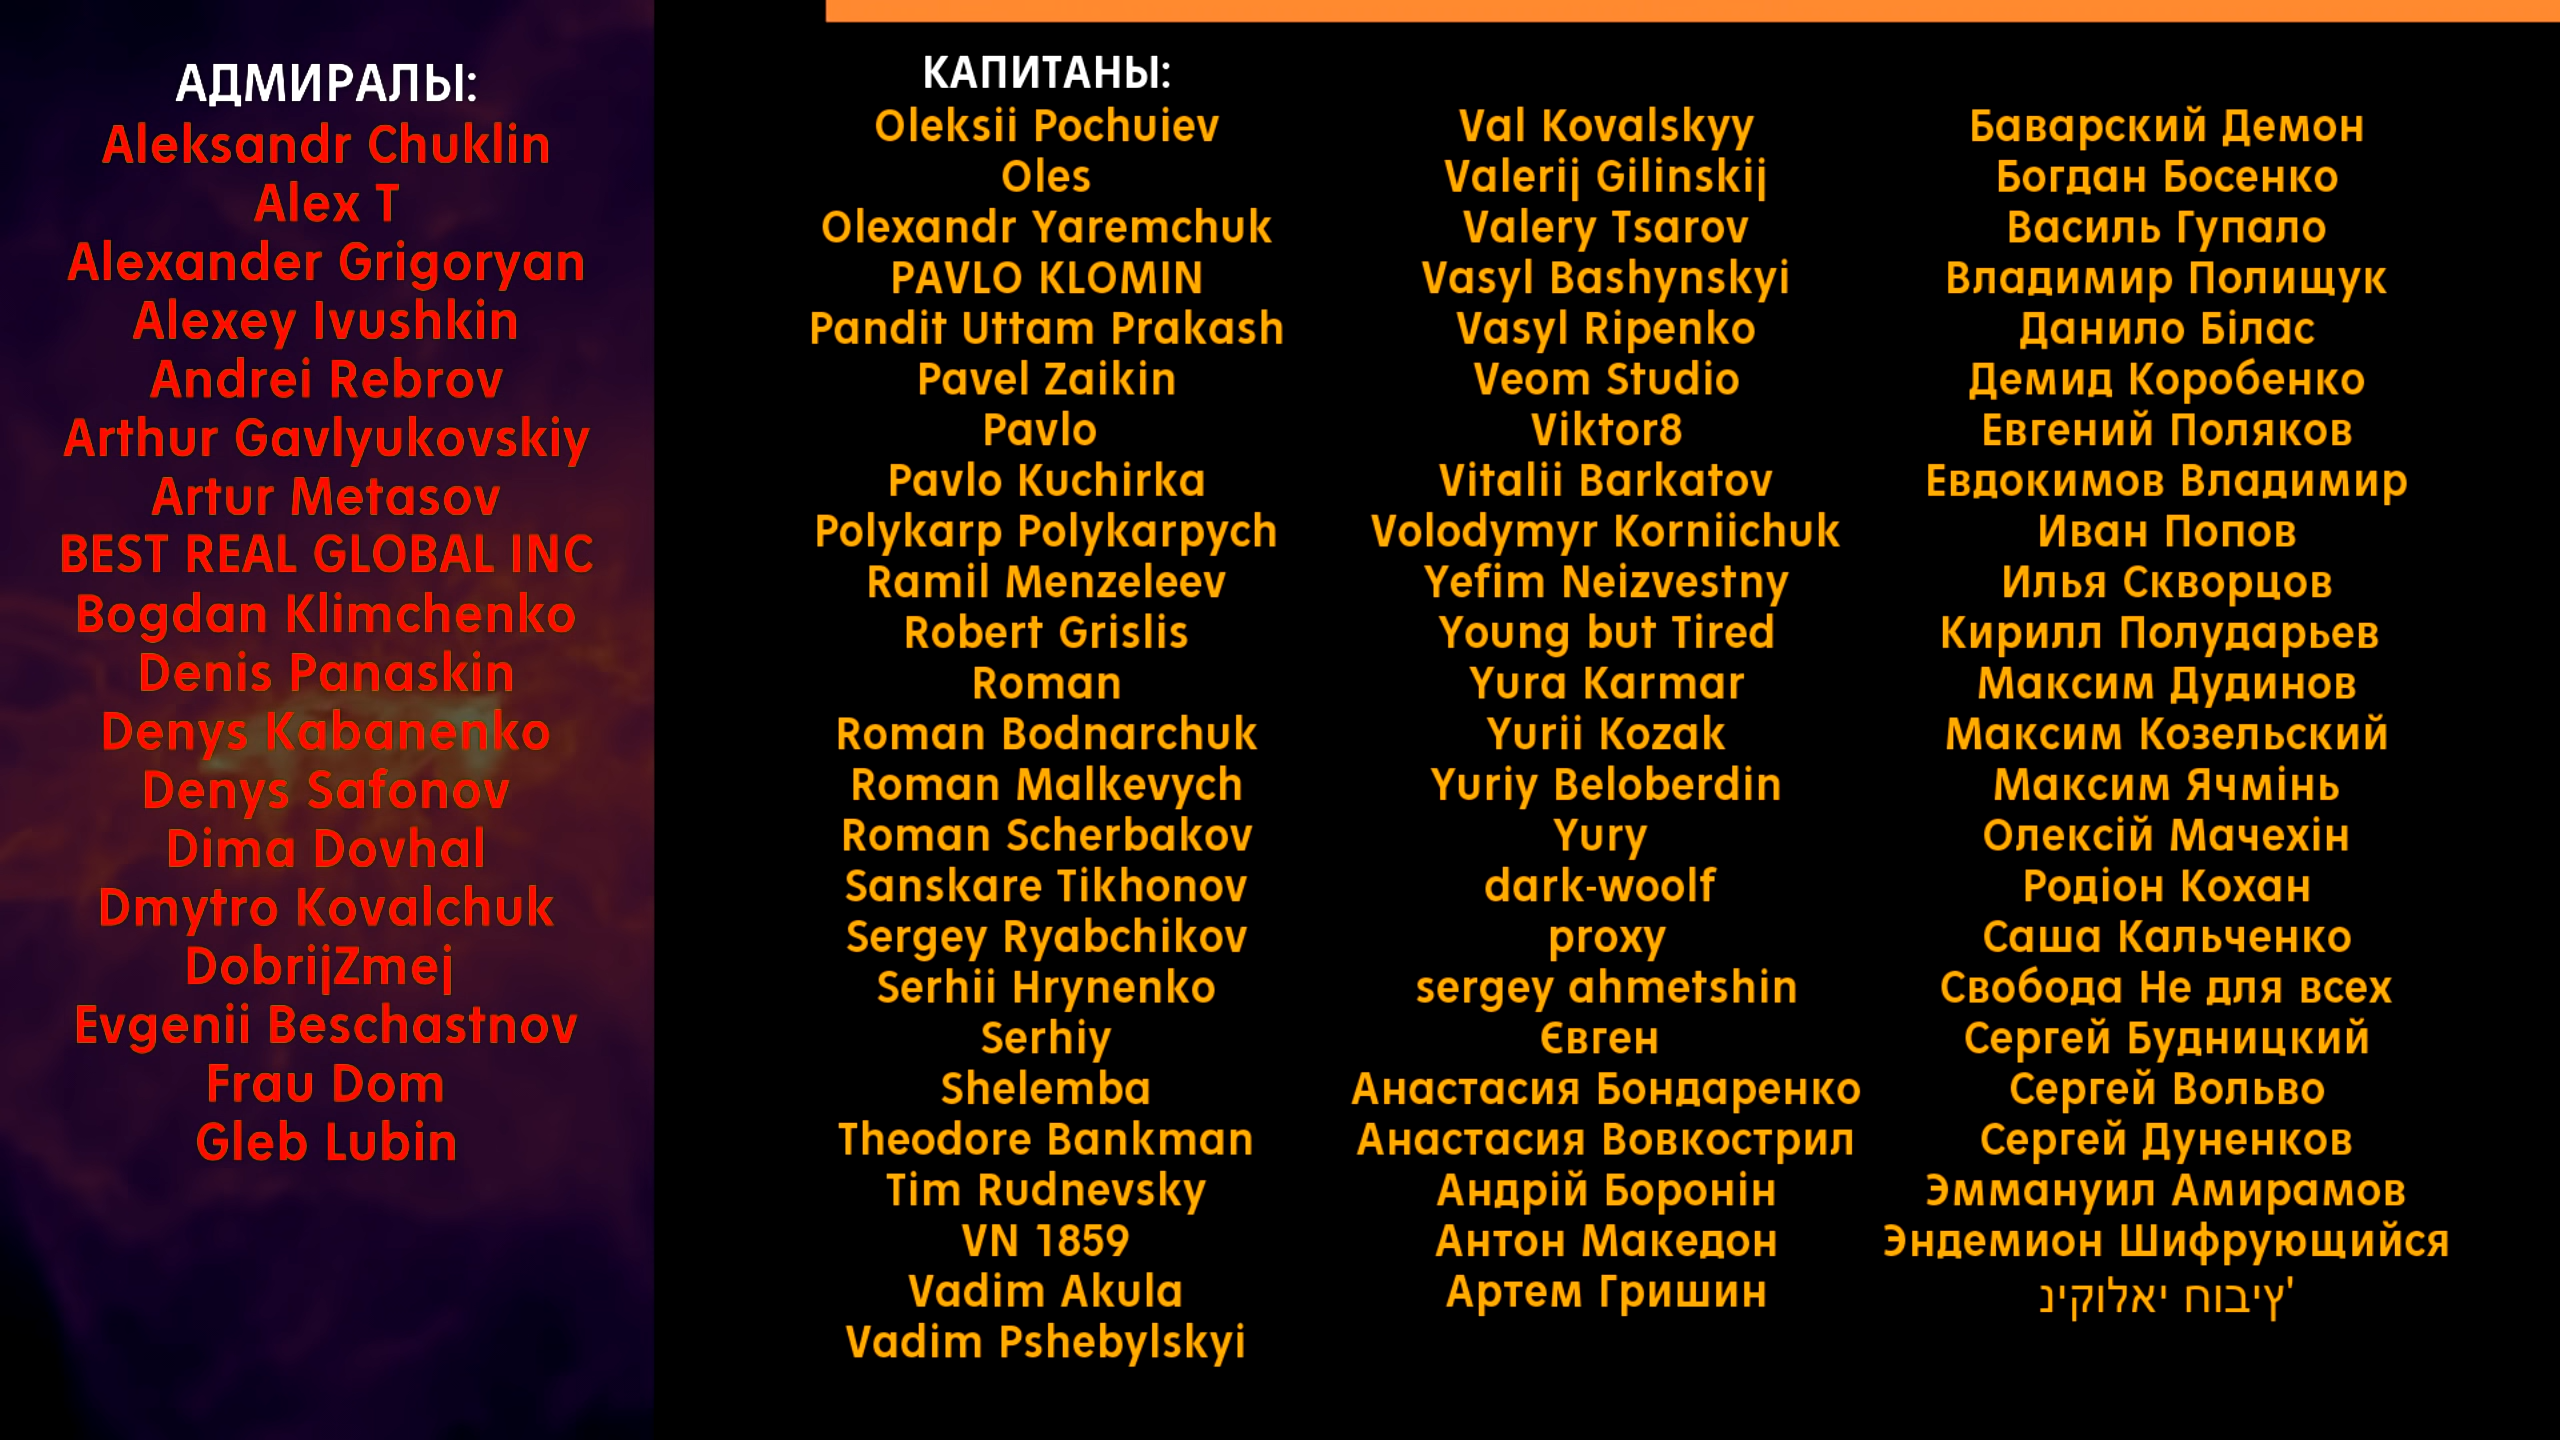 АДМИРАЛЫ:
Aleksandr Chuklin
Alex T
Alexander Grigoryan
Alexey Ivushkin
Andrei Rebrov
Arthur Gavlyukovskiy
Artur Metasov
BEST REAL GLOBAL INC
Bogdan Klimchenko
Denis Panaskin
Denys Kabanenko
Denys Safonov
Dima Dovhal
Dmytro Kovalchuk
DobrijZmej
Evgenii Beschastnov
Frau Dom
Gleb Lubin
КАПИТАНЫ:
Oleksii Pochuiev
Oles
Olexandr Yaremchuk
PAVLO KLOMIN
Pandit Uttam Prakash
Pavel Zaikin
Pavlo
Pavlo Kuchirka
Polykarp Polykarpych
Ramil Menzeleev
Robert Grislis
Roman
Roman Bodnarchuk
Roman Malkevych
Roman Scherbakov
Sanskare Tikhonov
Sergey Ryabchikov
Serhii Hrynenko
Serhiy
Shelemba
Theodore Bankman
Tim Rudnevsky
VN 1859
Vadim Akula
Vadim Pshebylskyi
Val Kovalskyy
Valerij Gilinskij
Valery Tsarov
Vasyl Bashynskyi
Vasyl Ripenko
Veom Studio
Viktor8
Vitalii Barkatov
Volodymyr Korniichuk
Yefim Neizvestny
Young but Tired
Yura Karmar
Yurii Kozak
Yuriy Beloberdin
Yury
dark-woolf
proxy
sergey ahmetshin
Євген
Анастасия Бондаренко
Анастасия Вовкострил
Андрій Боронін
Антон Македон
Артем Гришин
Баварский Демон
Богдан Босенко
Василь Гупало
Владимир Полищук
Данило Білас
Демид Коробенко
Евгений Поляков
Евдокимов Владимир
Иван Попов
Илья Скворцов
Кирилл Полударьев
Максим Дудинов
Максим Козельский
Максим Ячмінь
Олексій Мачехін
Родіон Кохан
Саша Кальченко
Свобода Не для всех
Сергей Будницкий
Сергей Вольво
Сергей Дуненков
Эммануил Амирамов
Эндемион Шифрующийся
ניקולאי חוביץ'